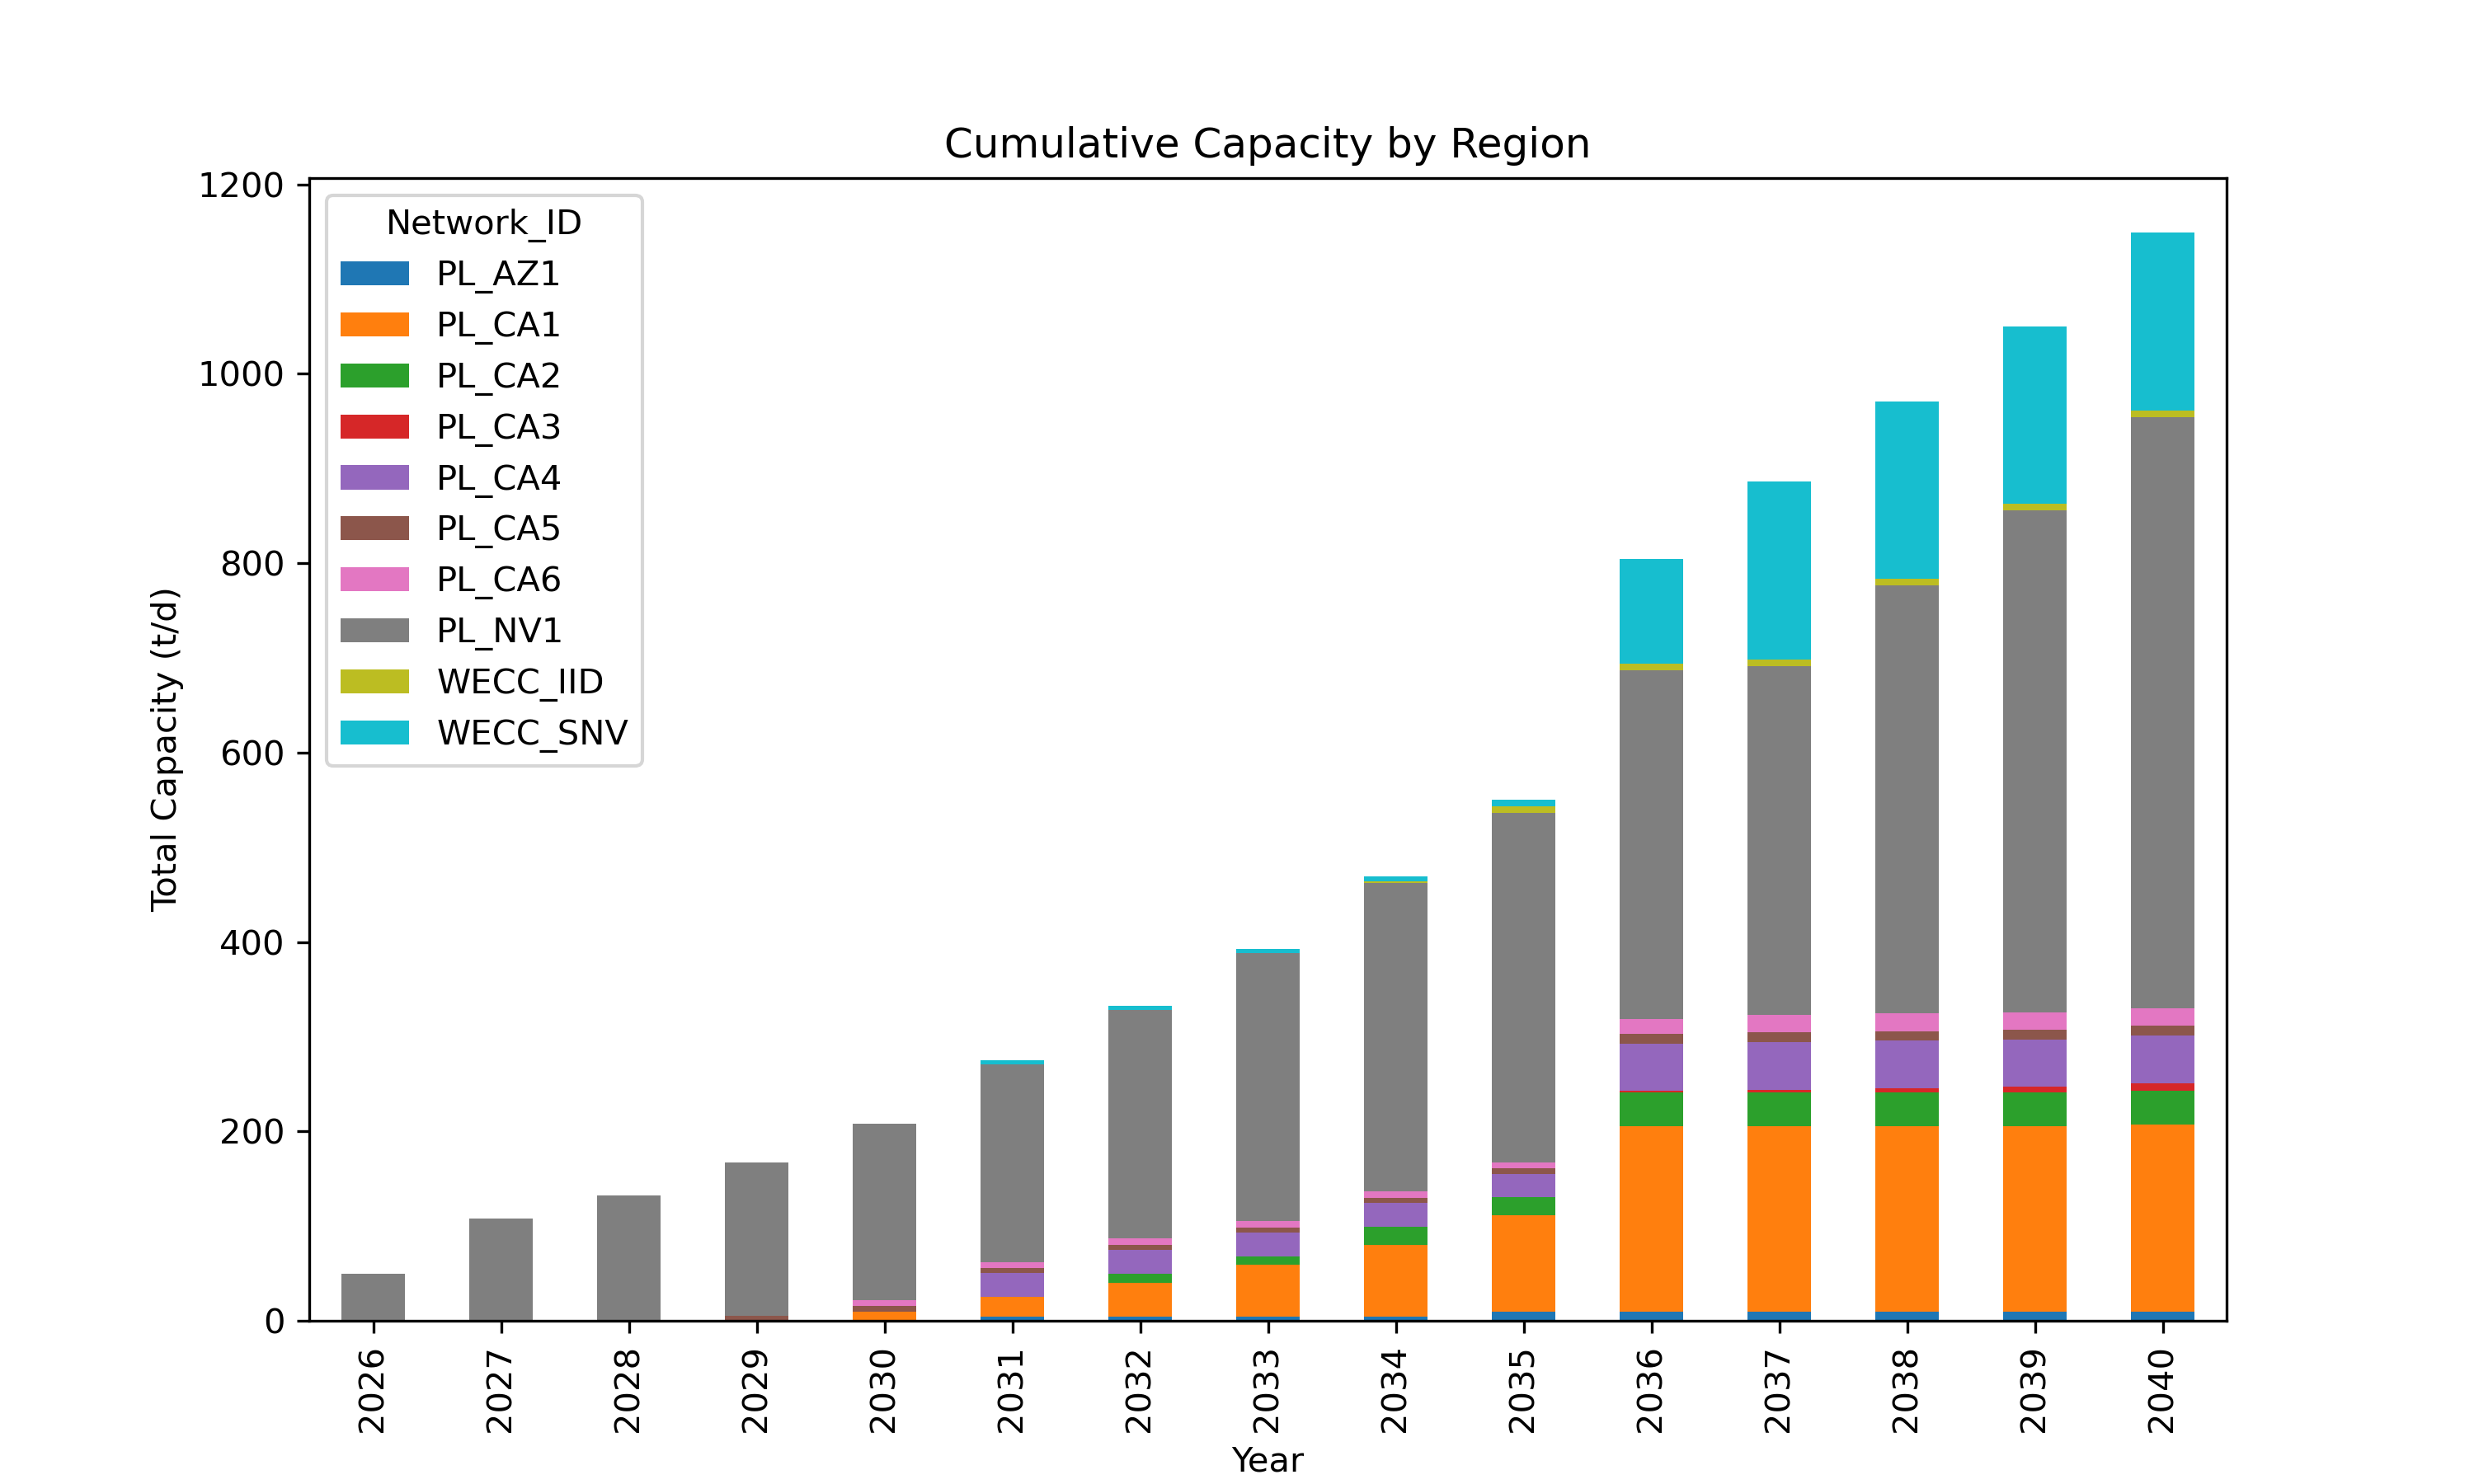 Cumulative Capacity by Region
Total Capacity (t/d)
1200
1000
800
600
400
200
0
Network_ID
PL_AZ1
PL_CA1
PL_CA2
PL_CA3
PL_CA4
PL_CA5
PL_CA6
PL_NV1
WECC_IID
WECC_SNV
2026 2027 2028 2029 2030 2031 2032 2033 2034 2035 2036 2037 2038 2039 2040
Year